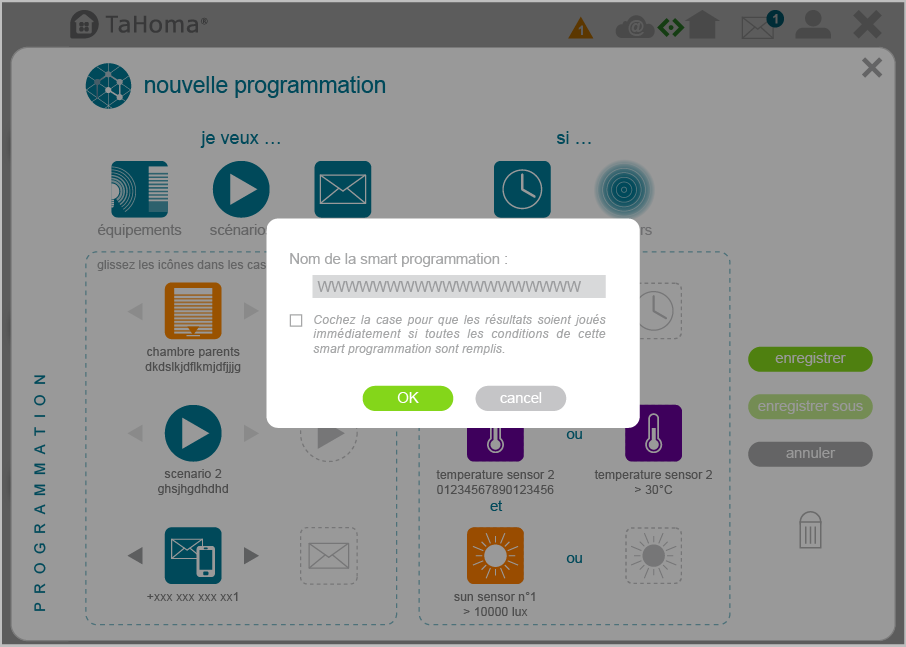 TaHoma®
1
@
1
nouvelle programmation
je veux ...
si ...
équipements
scénario
rs
glissez les icônes dans les cas
Nom de la smart programmation :
WWWWWWWWWWWWWWWWWWW
Cochez la case pour que les résultats soient joués
immédiatement si toutes les conditions de cette
smart programmation sont remplis.
OK
cancel
chambre parents
dkdslkjdflkmjdfjjjg
scenario 2
ghsjhgdhdhd
+xxx xxx xxx xx1
ou
temperature sensor 2
01234567890123456
temperature sensor 2
> 30°C
et
ou
sun sensor n°1
> 10000 lux
enregistrer
enregistrer sous
annuler
PROGRAMMATION